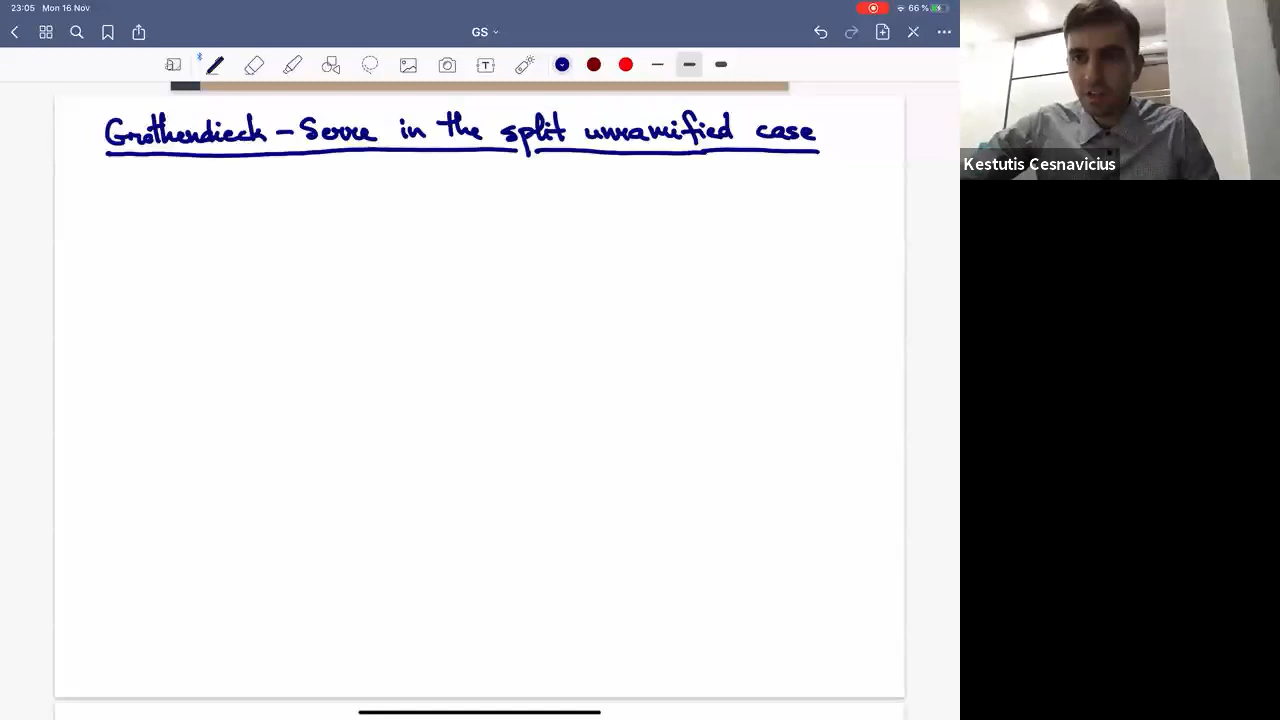 23:05 Mon 16 Nov
66 %
GS
T
Grothendieck – Serre in the split unramified case
Kestutis Cesnavicius